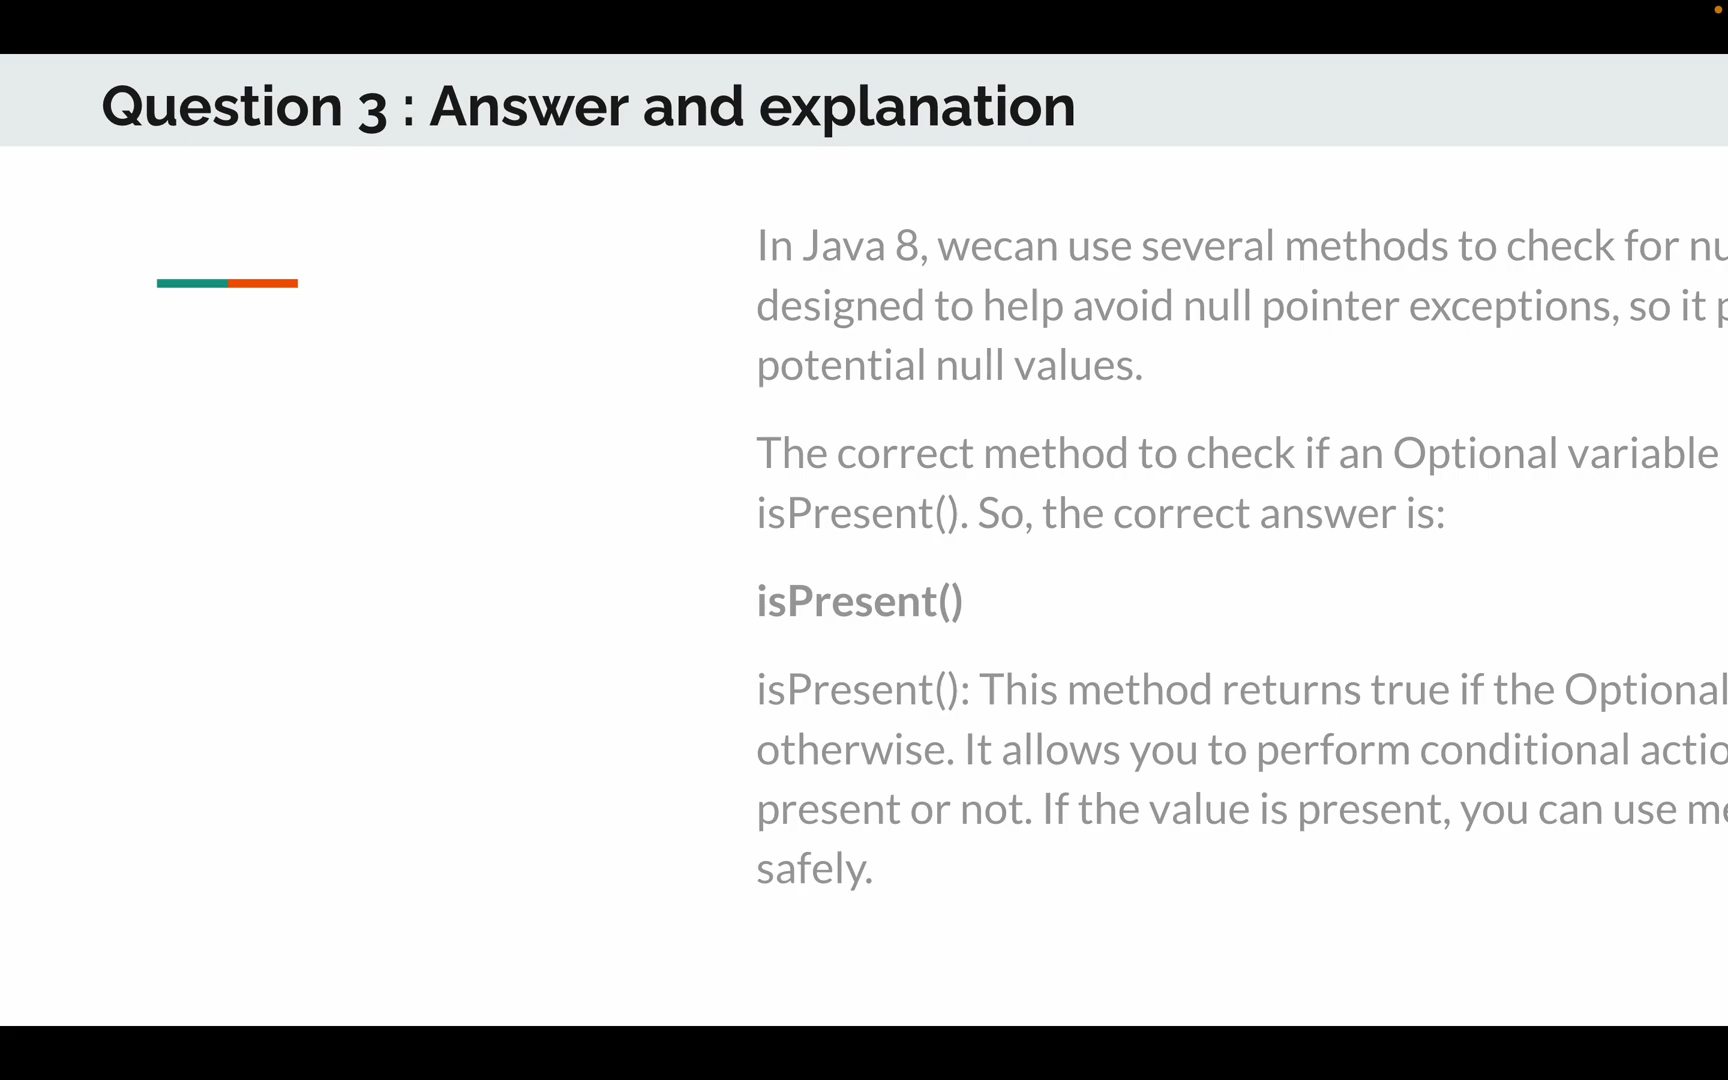 Question 3 : Answer and explanation
In Java 8, wecan use several methods to check for
designed to help avoid null pointer exceptions, so it
potential null values.
The correct method to check if an Optional variable
isPresent(). So, the correct answer is:
isPresent()
isPresent(): This method returns true if the Optional
otherwise. It allows you to perform conditional
present or not. If the value is present, you can use
safely.